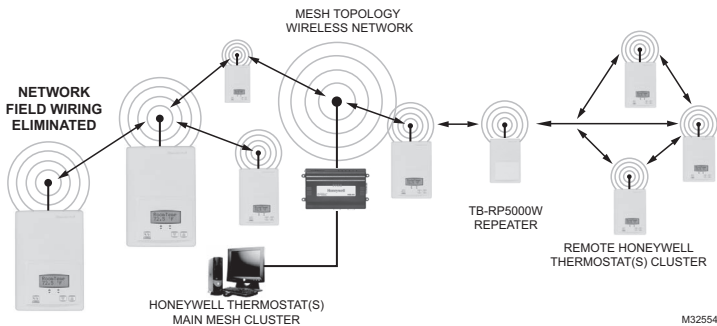 MESH TOPOLOGY
WIRELESS NETWORK
NETWORK
FIELD WIRING
ELIMINATED
Honeywell
TB-RP5000W
REPEATER
REMOTE HONEYWELL
THERMOSTAT(S) CLUSTER
HONEYWELL THERMOSTAT(S)
MAIN MESH CLUSTER
M32554